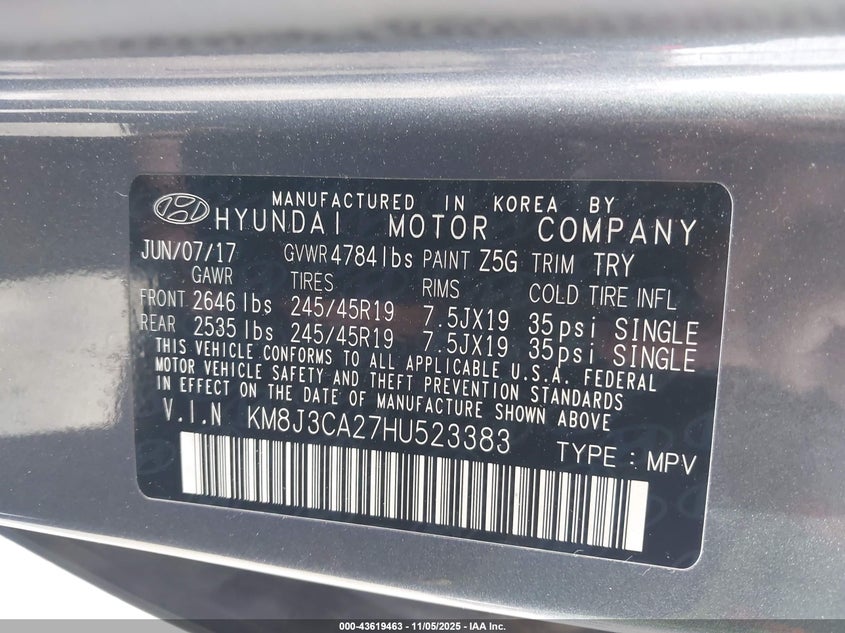 MANUFACTURED IN KOREA BY
HYUNDAI MOTOR COMPANY
JUN/07/17 GVWR 4784 lbs PAINT Z5G TRIM TRY
GAWR TIRES RIMS COLD TIRE INFL
FRONT 2646 lbs 245/45R19 7.5JX19 35psi SINGLE
REAR 2535 lbs 245/45R19 7.5JX19 35psi SINGLE
THIS VEHICLE CONFORMS TO ALL APPLICABLE U.S.A. FEDERAL
MOTOR VEHICLE SAFETY AND THEFT PREVENTION STANDARDS
IN EFFECT ON THE DATE OF MANUFACTURE SHOWN ABOVE
V.I.N KM8J3CA27HU523383
TYPE : MPV
000-43619463 - 11/05/2025 - IAA Inc.